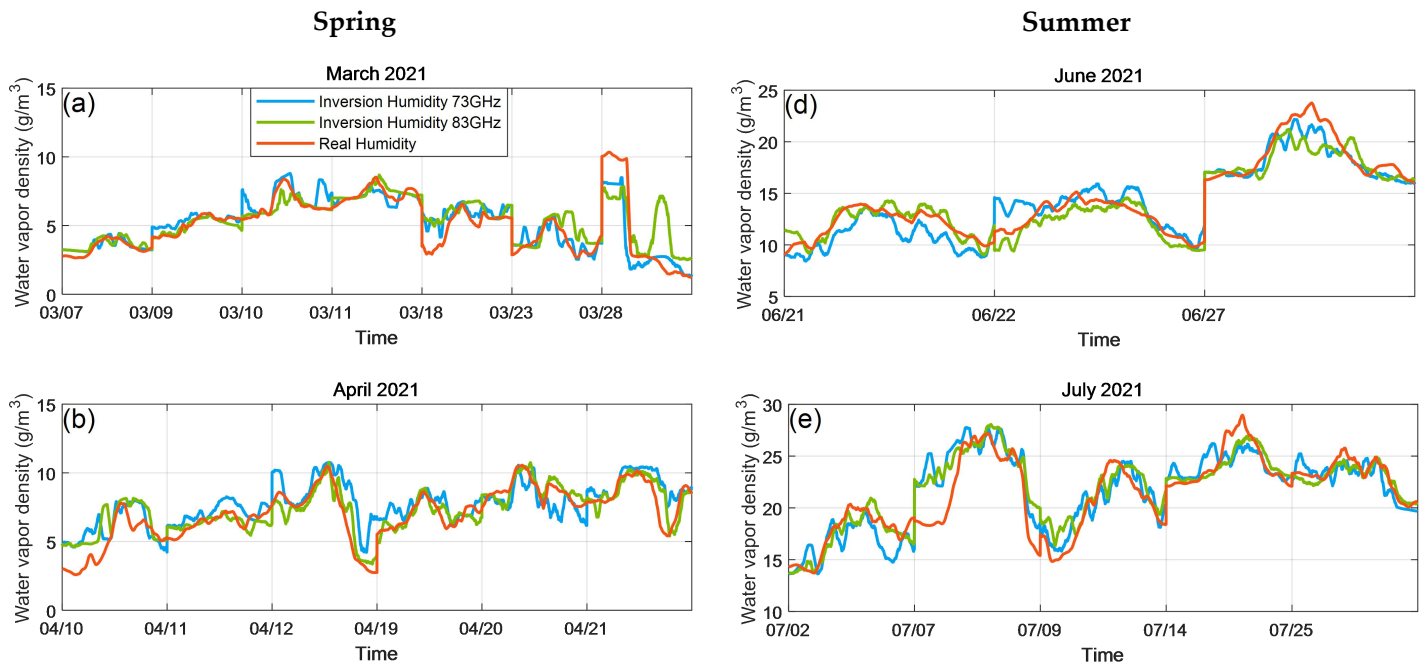 Spring
Summer
March 2021
(a)
Water vapor density (g/m³)
15
10
5
0
Inversion Humidity 73GHz
Inversion Humidity 83GHz
Real Humidity
03/07 03/09 03/10 03/11 03/18 03/23 03/28
Time
June 2021
(d)
Water vapor density (g/m³)
25
20
15
10
5
06/21 06/22 06/27
Time
April 2021
(b)
Water vapor density (g/m³)
15
10
5
0
04/10 04/11 04/12 04/19 04/20 04/21
Time
July 2021
(e)
Water vapor density (g/m³)
30
25
20
15
10
07/02 07/07 07/09 07/14 07/25
Time